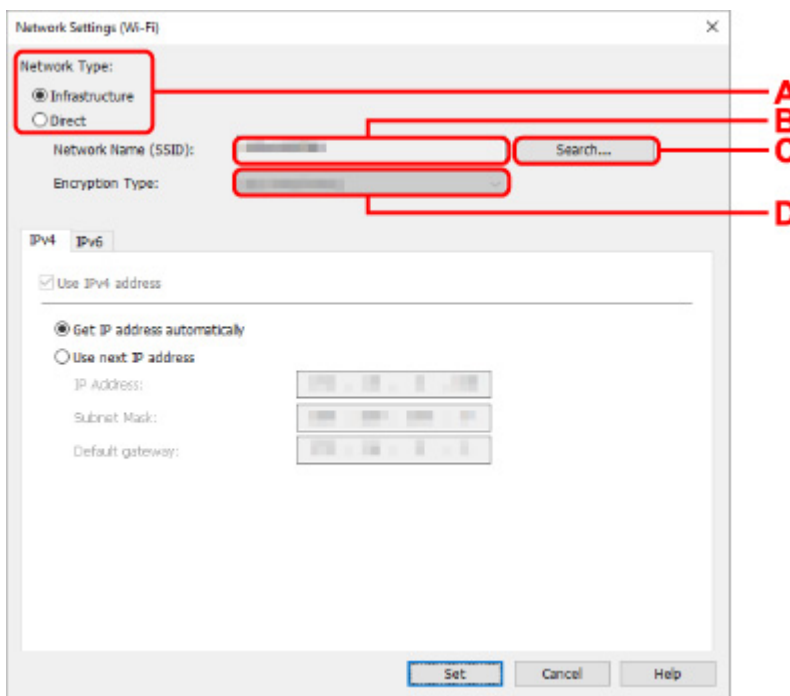 Network Settings (Wi-Fi)
Network Type:
Infrastructure
Direct
A
Network Name (SSID):
B
Search...
C
Encryption Type:
D
IPv4 IPv6
Use IPv4 address
Get IP address automatically
Use next IP address
IP Address:
Subnet Mask:
Default gateway:
Set Cancel Help